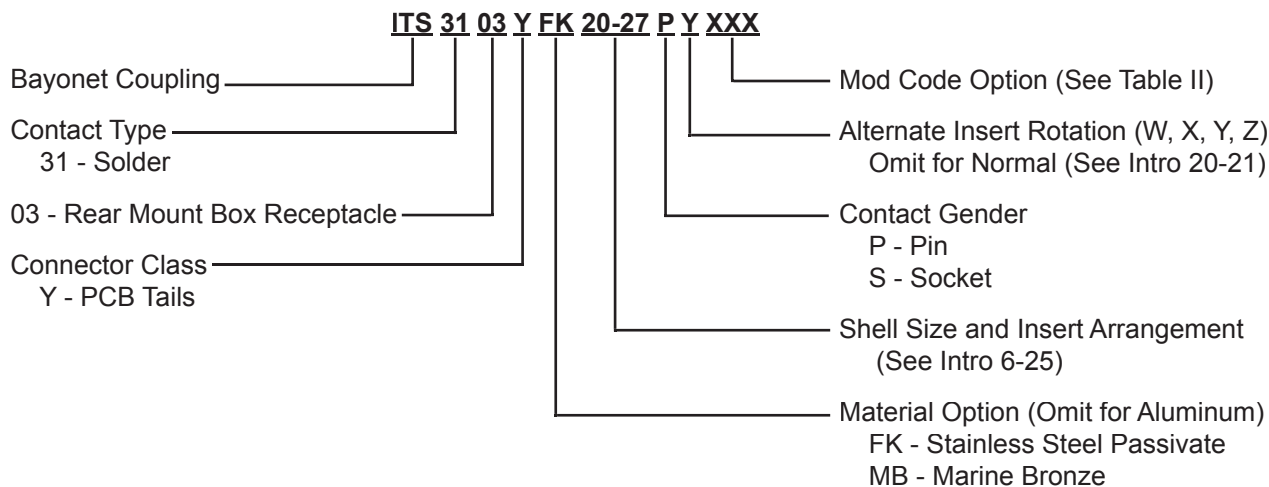 ITS 31 03 Y FK 20-27 P Y XXX
Bayonet Coupling
Contact Type
31 - Solder
03 - Rear Mount Box Receptacle
Connector Class
Y - PCB Tails
Mod Code Option (See Table II)
Alternate Insert Rotation (W, X, Y, Z)
Omit for Normal (See Intro 20-21)
Contact Gender
P - Pin
S - Socket
Shell Size and Insert Arrangement
(See Intro 6-25)
Material Option (Omit for Aluminum)
FK - Stainless Steel Passivate
MB - Marine Bronze